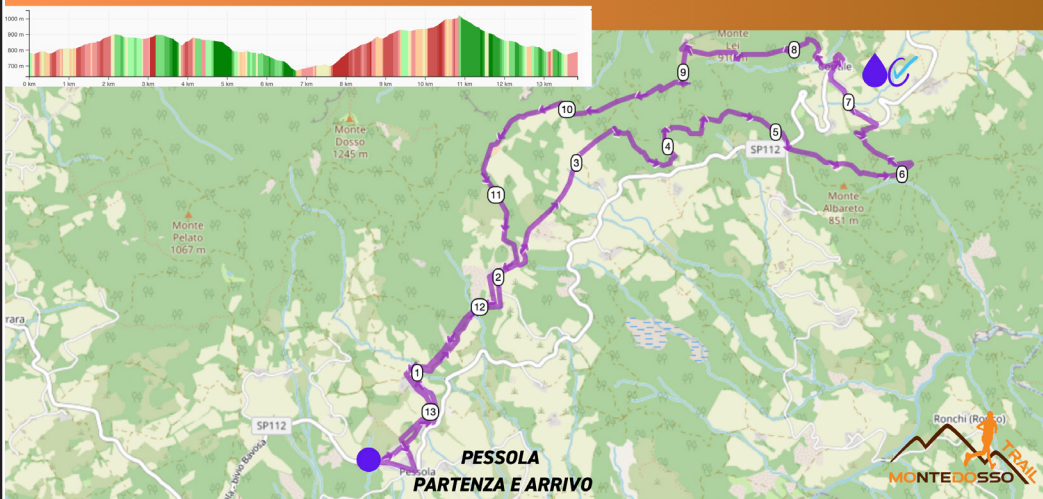 1000 m
900 m
800 m
700 m
0 km
1 km
2 km
3 km
4 km
5 km
6 km
7 km
8 km
9 km
10 km
11 km
12 km
13 km
Monte
Lei
8
9
7
10
5
4
3
SP112
6
Monte
Dosso
1245 m
Monte
Albareto
851 m
11
Monte
Pelato
1067 m
2
12
rara
1
13
SP112
Ronchi
Pessola
PESSOLA
PARTENZA E ARRIVO
MONTEDOSSO
TRAIL